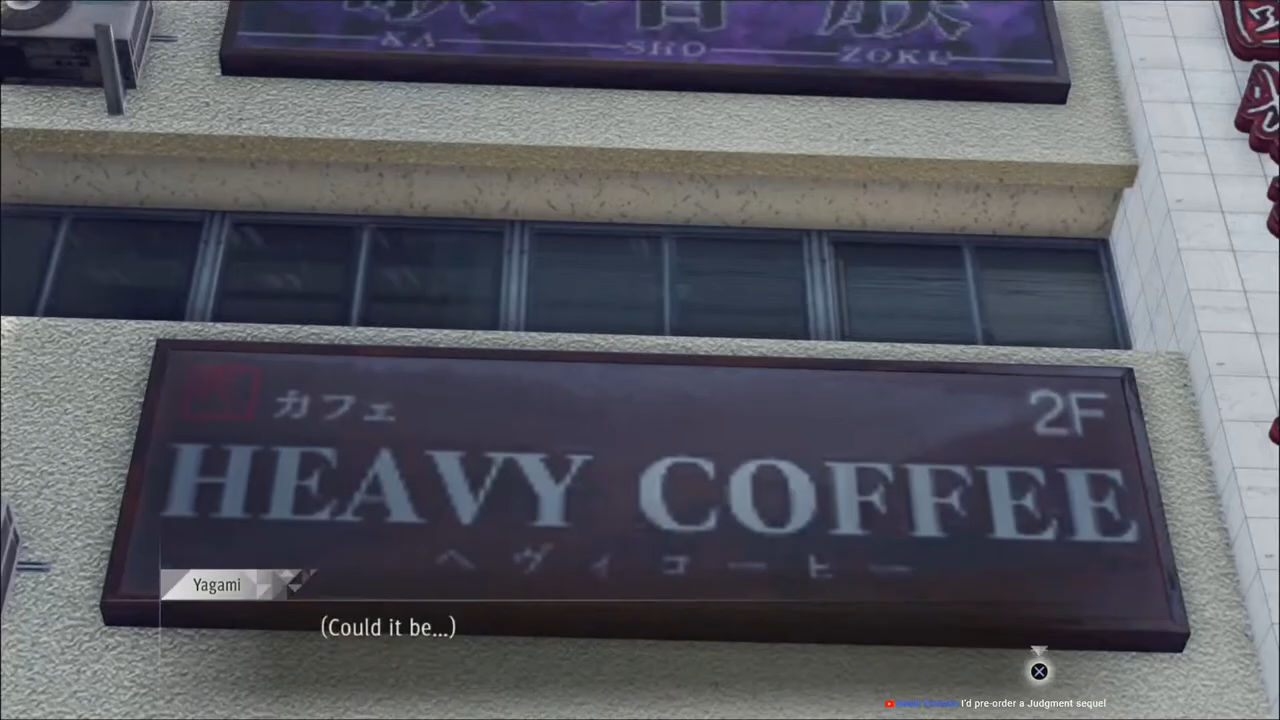 KA SHO ZOKU
カフェ
2F
HEAVY COFFEE
ヘヴィコーヒー
Yagami
(Could it be...)
I'd pre-order a Judgment sequel